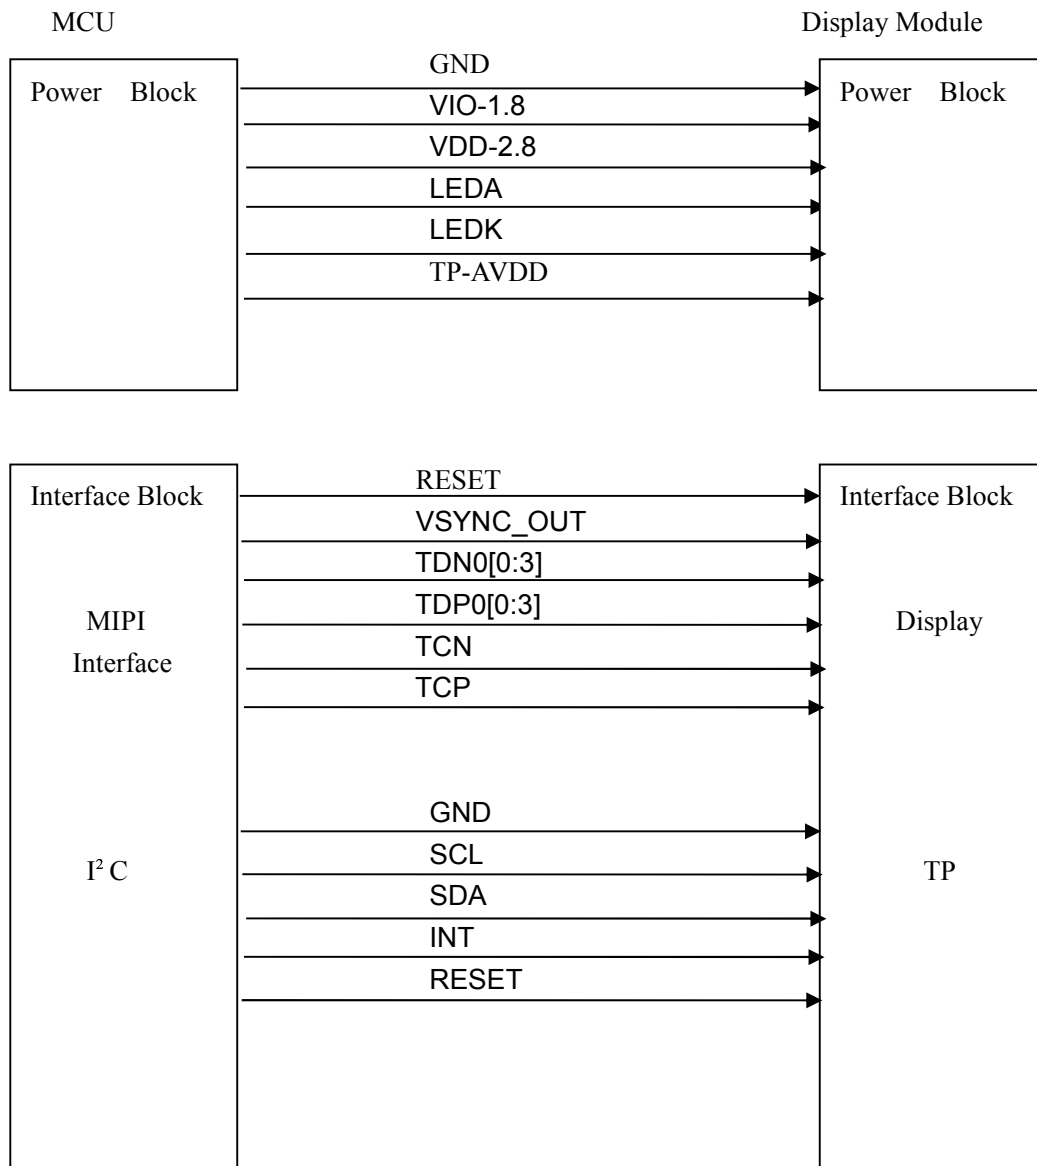 MCU Display Module
Power Block GND Power Block
VIO-1.8
VDD-2.8
LEDA
LEDK
TP-AVDD
Interface Block RESET Interface Block
VSYNC_OUT
TDN0[0:3]
MIPI TDP0[0:3] Display
Interface TCN
TCP
GND
I² C SCL TP
SDA
INT
RESET